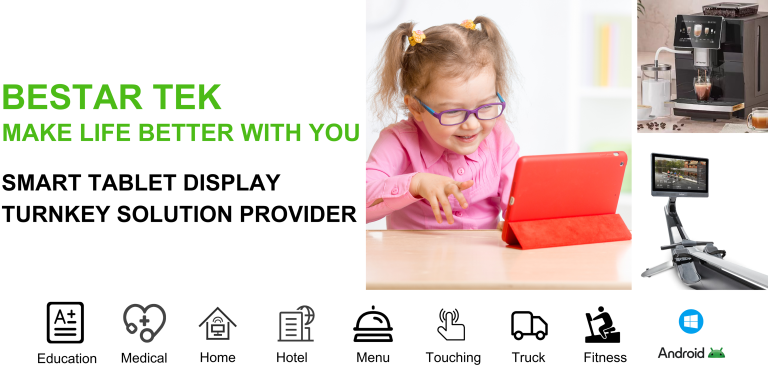 BESTAR TEK
MAKE LIFE BETTER WITH YOU
SMART TABLET DISPLAY
TURNKEY SOLUTION PROVIDER
A+
Education
Medical
Home
Hotel
Menu
Touching
Truck
Fitness
Android